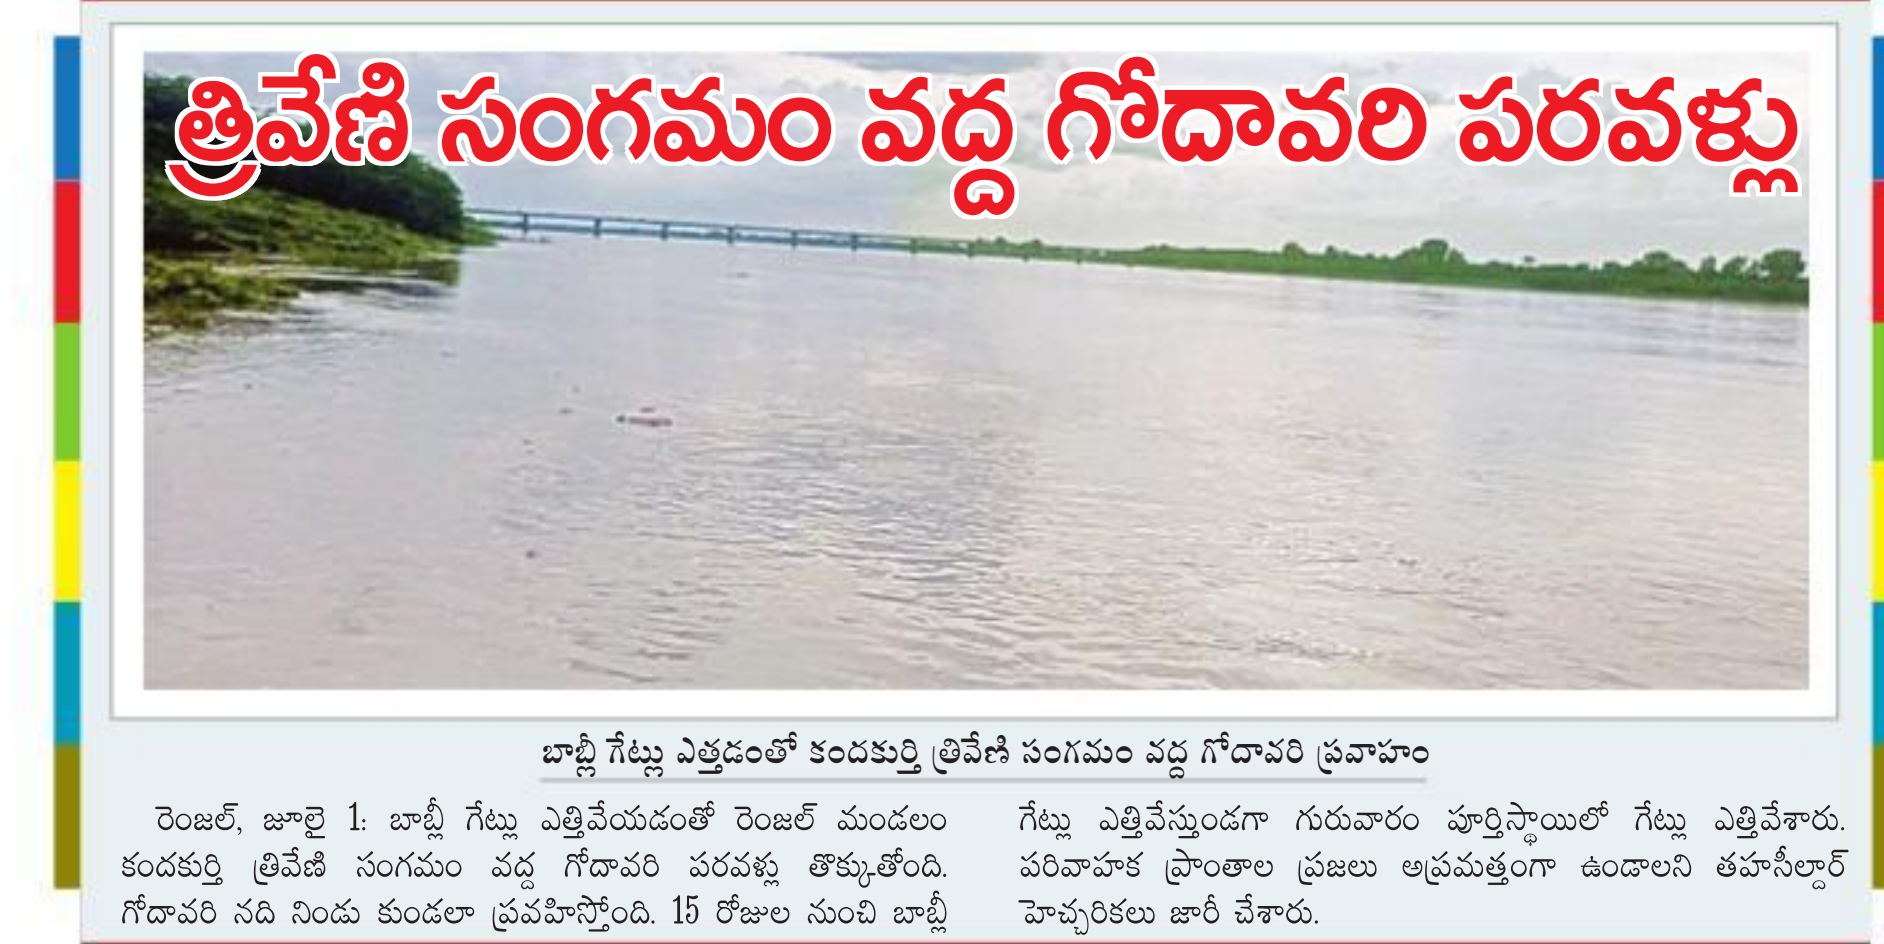 త్రివేణి సంగమం వద్ద గోదావరి పరవళ్లు
బాబ్లీ గేట్లు ఎత్తడంతో కందకుర్తి త్రివేణి సంగమం వద్ద గోదావరి ప్రవాహం
రెంజల్, జూలై 1: బాబ్లీ గేట్లు ఎత్తివేయడంతో రెంజల్ మండలం
కందకుర్తి త్రివేణి సంగమం వద్ద గోదావరి పరవళ్లు తొక్కుతోంది.
గోదావరి నది నిండు కుండలా ప్రవహిస్తోంది. 15 రోజుల నుంచి బాబ్లీ
గేట్లు ఎత్తివేస్తుండగా గురువారం పూర్తిస్థాయిలో గేట్లు ఎత్తివేశారు.
పరివాహక ప్రాంతాల ప్రజలు అప్రమత్తంగా ఉండాలని తహసీల్దార్
హెచ్చరికలు జారీ చేశారు.